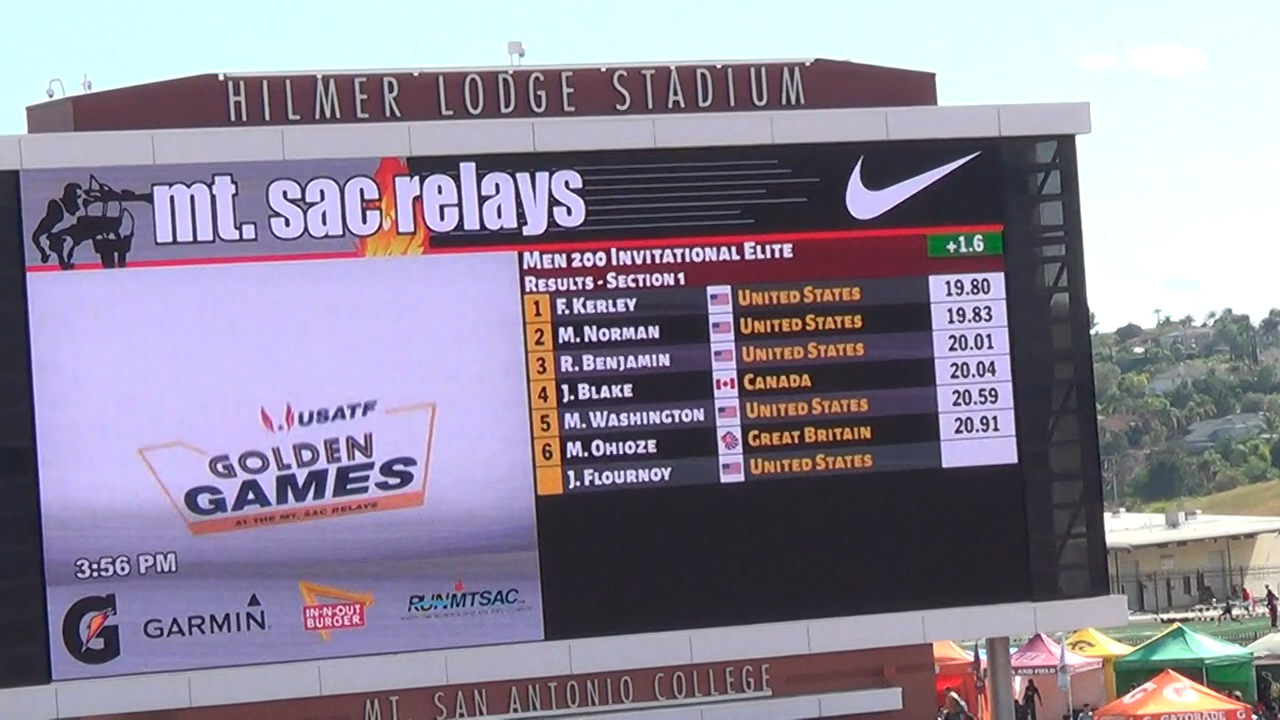 HILMER LODGE STADIUM
mt. sac relays
MEN 200 INVITATIONAL ELITE +1.6
RESULTS - SECTION 1
1 F. KERLEY UNITED STATES 19.80
2 M. NORMAN UNITED STATES 19.83
3 R. BENJAMIN UNITED STATES 20.01
4 J. BLAKE CANADA 20.04
5 M. WASHINGTON UNITED STATES 20.59
6 M. OHIOZE GREAT BRITAIN 20.91
J. FLOURNOY UNITED STATES
USATF
GOLDEN
GAMES
AT THE MT. SAC RELAYS
3:56 PM
G GARMIN IN-N-OUT BURGER RUNMTSAC
MT. SAN ANTONIO COLLEGE
AND FIELD
G G
GATORADE G